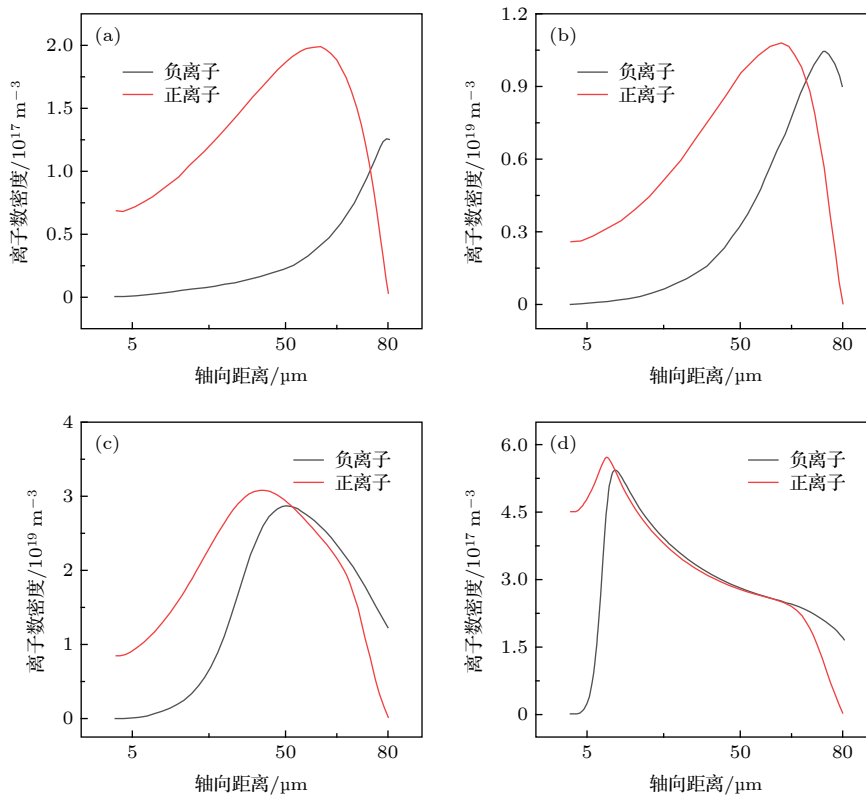 (a)
负离子
正离子
2.0
1.5
1.0
0.5
0
离子数密度/10¹⁷ m⁻³
5
50
80
轴向距离/µm
(b)
负离子
正离子
1.2
0.9
0.6
0.3
0
离子数密度/10¹⁹ m⁻³
5
50
80
轴向距离/µm
(c)
负离子
正离子
4
3
2
1
0
离子数密度/10¹⁹ m⁻³
5
50
80
轴向距离/µm
(d)
负离子
正离子
6.0
4.5
3.0
1.5
0
离子数密度/10¹⁷ m⁻³
5
50
80
轴向距离/µm